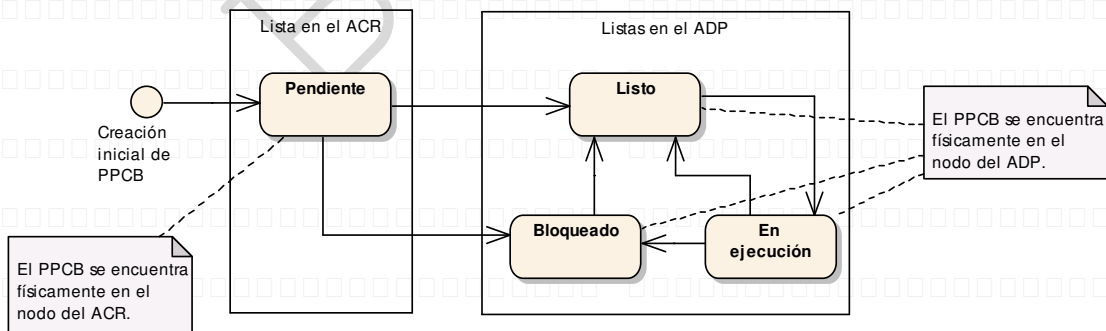 Lista en el ACR
Listas en el ADP
Pendiente
Listo
Creación
inicial de
PPCB
El PPCB se encuentra
físicamente en el
nodo del ADP.
Bloqueado
En
ejecución
El PPCB se encuentra
físicamente en el
nodo del ACR.